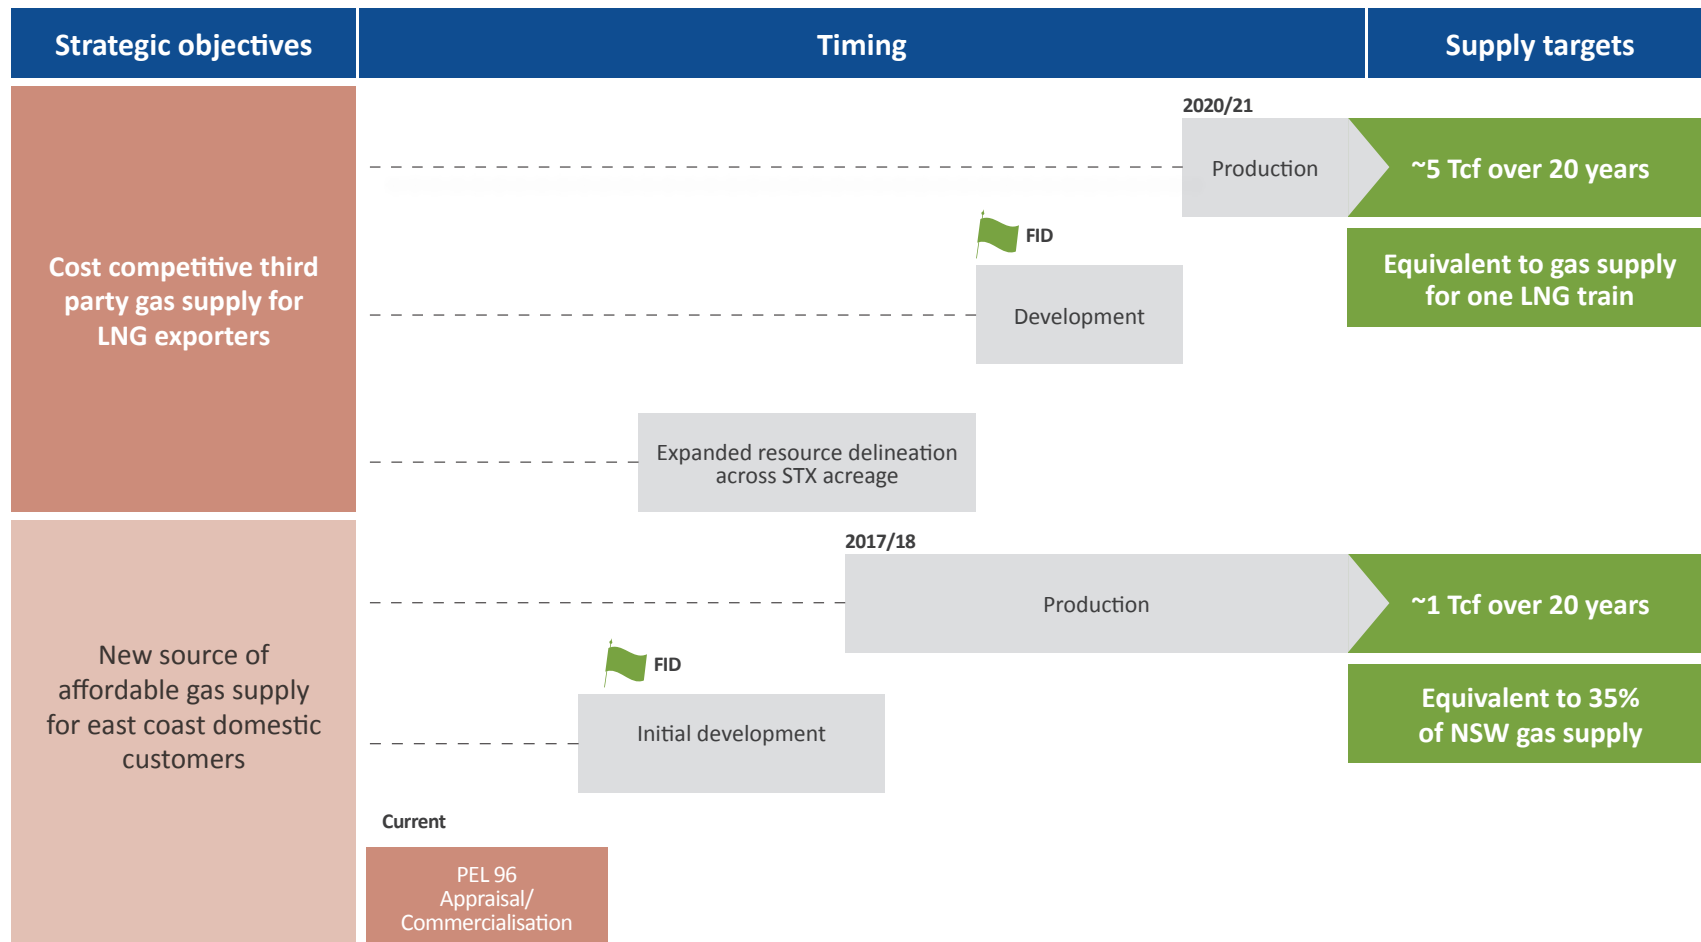 Strategic objectives
Timing
Supply targets
Cost competitive third
party gas supply for
LNG exporters
2020/21
Production
~5 Tcf over 20 years
FID
Development
Equivalent to gas supply
for one LNG train
Expanded resource delineation
across STX acreage
New source of
affordable gas supply
for east coast domestic
customers
2017/18
Production
~1 Tcf over 20 years
FID
Initial development
Equivalent to 35%
of NSW gas supply
Current
PEL 96
Appraisal/
Commercialisation